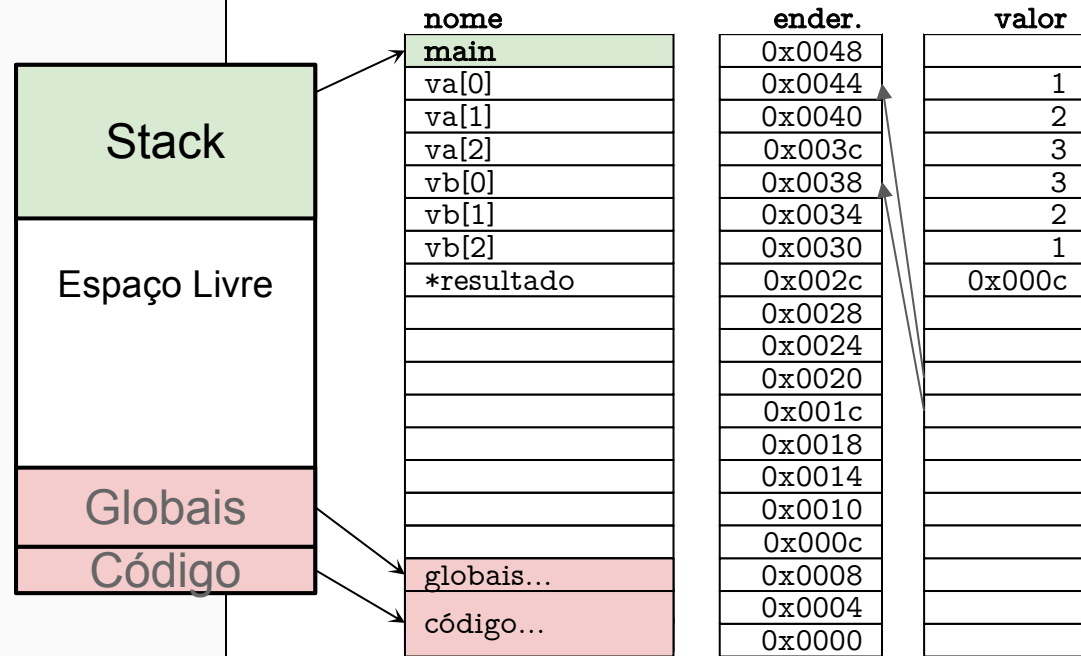 nome ender. valor
main 0x0048
va[0] 0x0044 1
va[1] 0x0040 2
va[2] 0x003c 3
vb[0] 0x0038 3
vb[1] 0x0034 2
vb[2] 0x0030 1
*resultado 0x002c 0x000c
0x0028
0x0024
0x0020
0x001c
0x0018
0x0014
0x0010
0x000c
globais... 0x0008
código... 0x0004
0x0000
Stack
Espaço Livre
Globais
Código